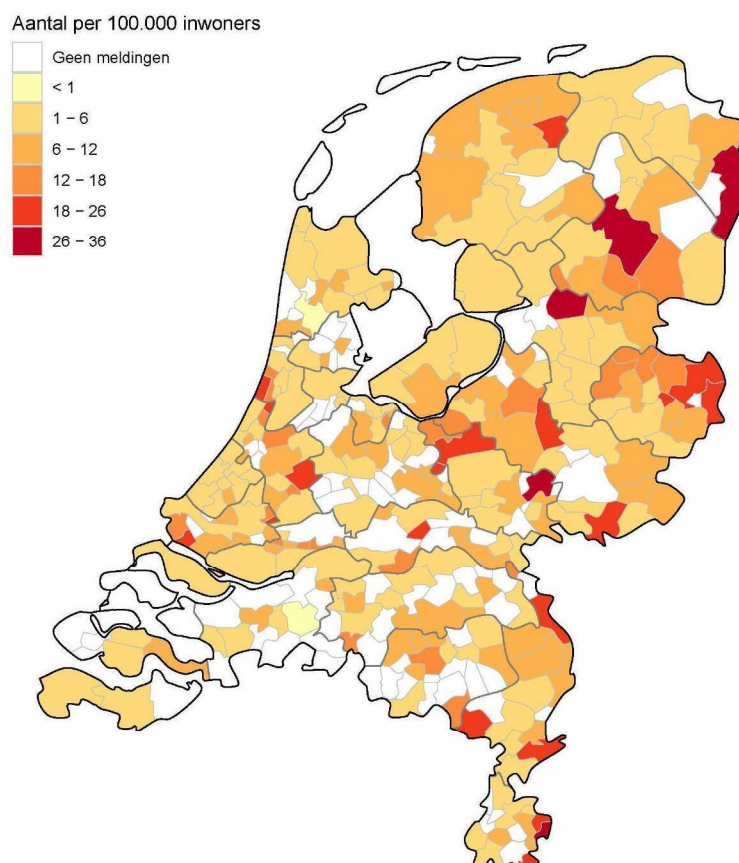 Aantal per 100.000 inwoners
Geen meldingen
< 1
1 – 6
6 – 12
12 – 18
18 – 26
26 – 36